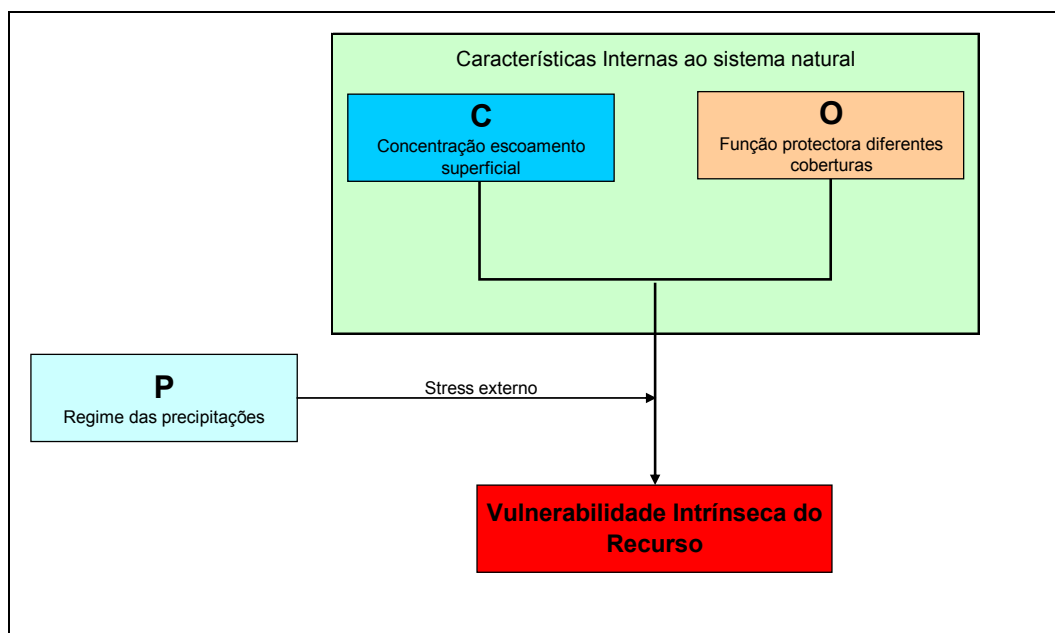 Características Internas ao sistema natural
C
Concentração escoamento
superficial
O
Função protectora diferentes
coberturas
P
Regime das precipitações
Stress externo
Vulnerabilidade Intrínseca do
Recurso